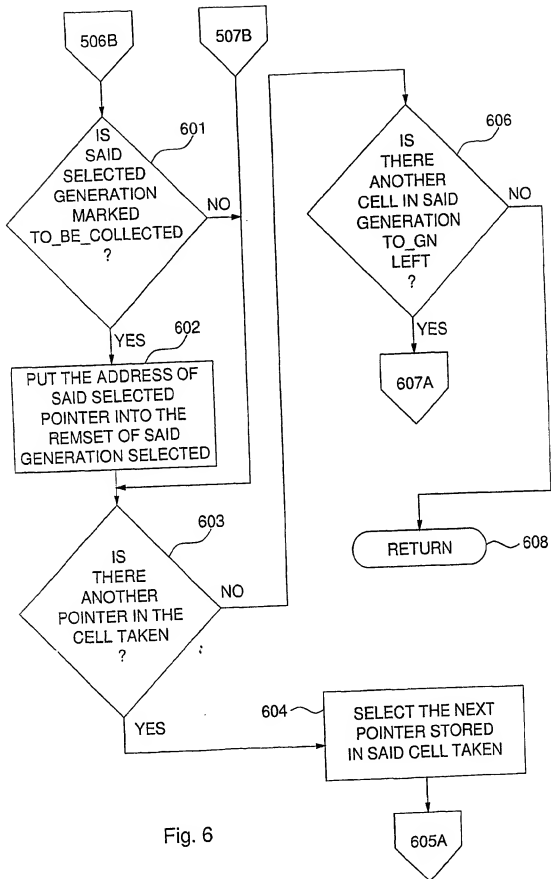 506B
507B
601
IS
SAID
SELECTED
GENERATION
MARKED
TO_BE_COLLECTED
?
NO
YES
602
PUT THE ADDRESS OF
SAID SELECTED
POINTER INTO THE
REMSET OF SAID
GENERATION SELECTED
603
IS
THERE
ANOTHER
POINTER IN THE
CELL TAKEN
?
NO
YES
604
SELECT THE NEXT
POINTER STORED
IN SAID CELL TAKEN
605A
606
IS
THERE
ANOTHER
CELL IN SAID
GENERATION
TO_GN
LEFT
?
NO
YES
607A
RETURN
608
Fig. 6